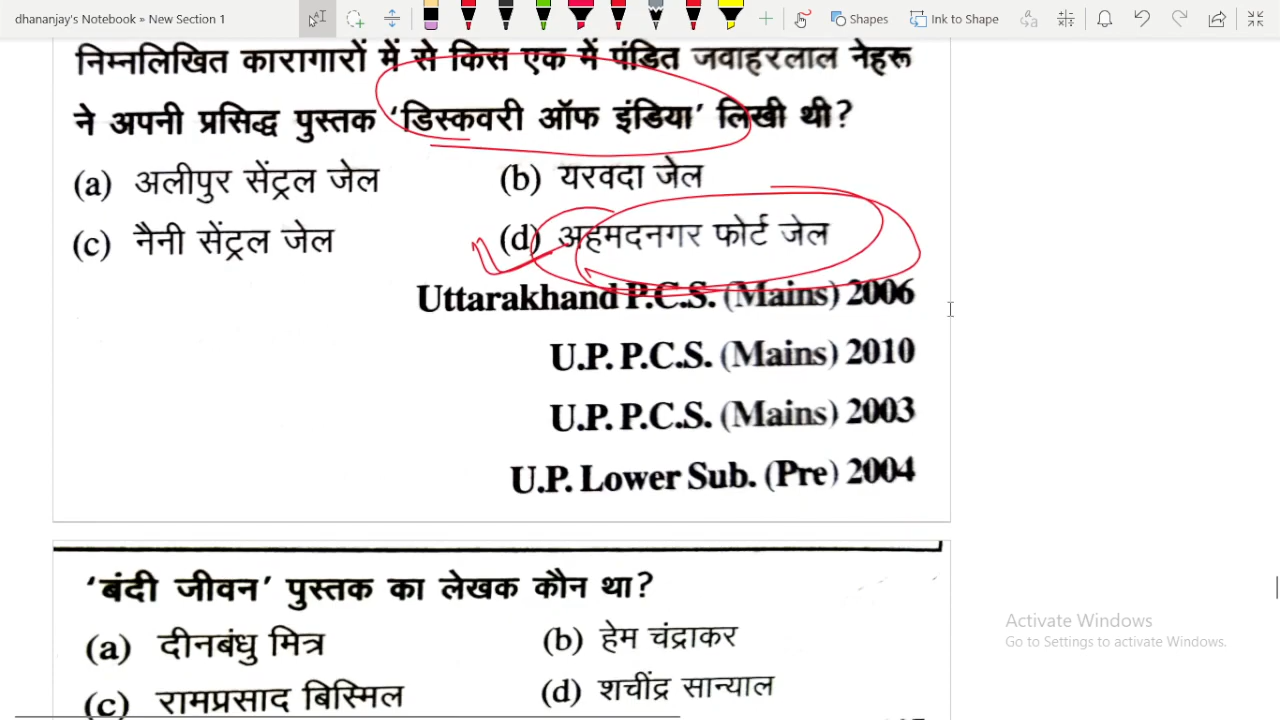 dhananjay's Notebook » New Section 1
Shapes
Ink to Shape
निम्नलिखित कारागारों में से किस एक में पंडित जवाहरलाल नेहरू
ने अपनी प्रसिद्ध पुस्तक 'डिस्कवरी ऑफ इंडिया' लिखी थी?
(a) अलीपुर सेंट्रल जेल (b) यरवदा जेल
(c) नैनी सेंट्रल जेल (d) अहमदनगर फोर्ट जेल
Uttarakhand P.C.S. (Mains) 2006
U.P. P.C.S. (Mains) 2010
U.P. P.C.S. (Mains) 2003
U.P. Lower Sub. (Pre) 2004
'बंदी जीवन' पुस्तक का लेखक कौन था?
(a) दीनबंधु मित्र (b) हेम चंद्राकर
(c) रामप्रसाद बिस्मिल (d) शचींद्र सान्याल
Activate Windows
Go to Settings to activate Windows.